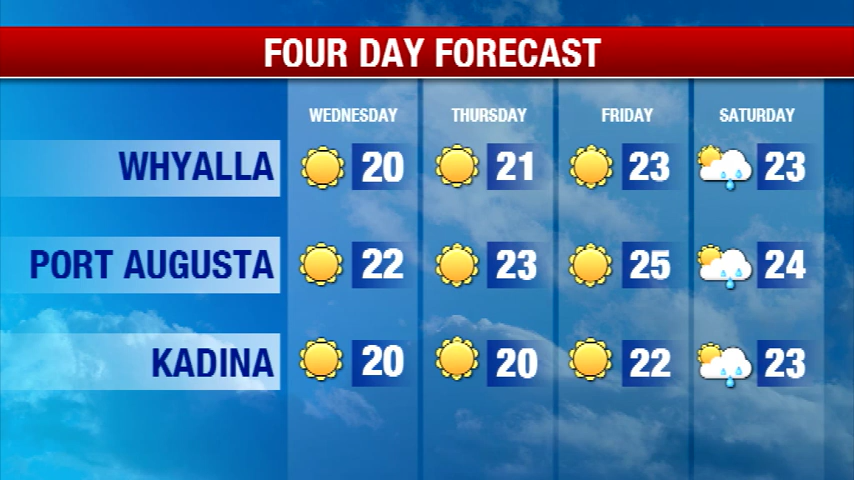 FOUR DAY FORECAST
WEDNESDAY THURSDAY FRIDAY SATURDAY
WHYALLA 20 21 23 23
PORT AUGUSTA 22 23 25 24
KADINA 20 20 22 23